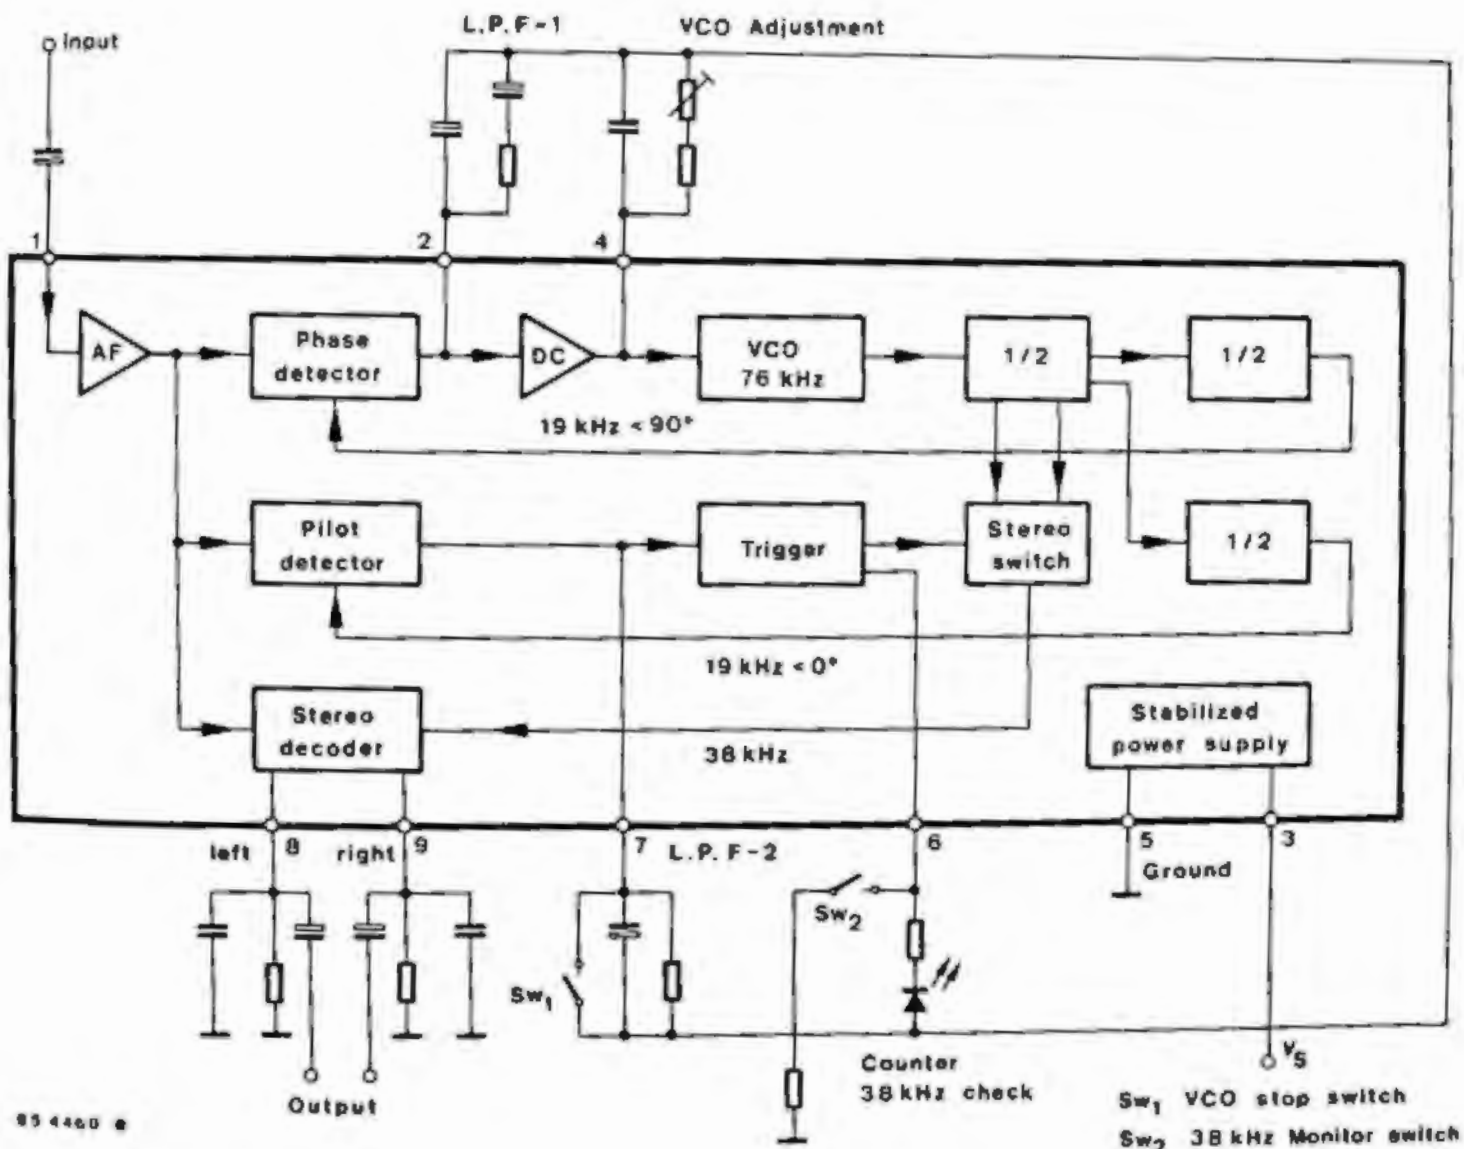 Input
L.P.F-1
VCO Adjustment
1
2
4
AF
Phase
detector
DC
VCO
76 kHz
1/2
1/2
19 kHz < 90°
Pilot
detector
Trigger
Stereo
switch
1/2
19 kHz < 0°
Stereo
decoder
38 kHz
Stabilized
power supply
left 8
right 9
7
L.P.F-2
6
5
3
Ground
Sw2
Sw1
Counter
38 kHz check
VS
Output
Sw1 VCO stop switch
Sw2 38 kHz Monitor switch